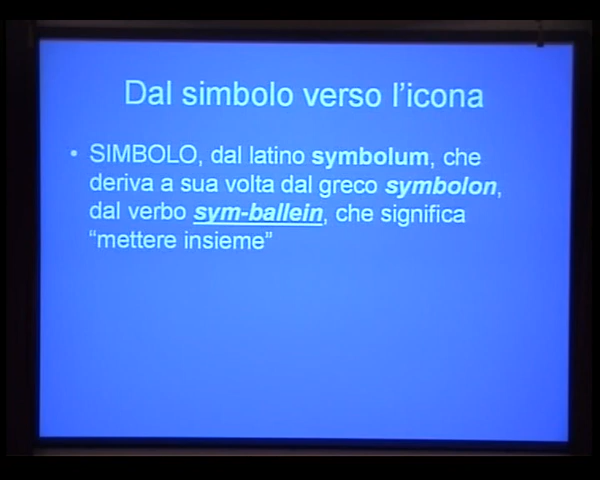 Dal simbolo verso l'icona
• SIMBOLO, dal latino symbolum, che
deriva a sua volta dal greco symbolon,
dal verbo sym-ballein, che significa
“mettere insieme”